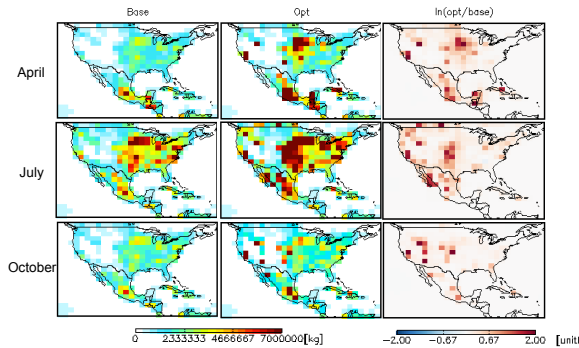 Base Opt ln(opt/base)
April
July
October
0 2333333 4666667 7000000 [kg]
-2.00 -0.67 0.67 2.00 [unit